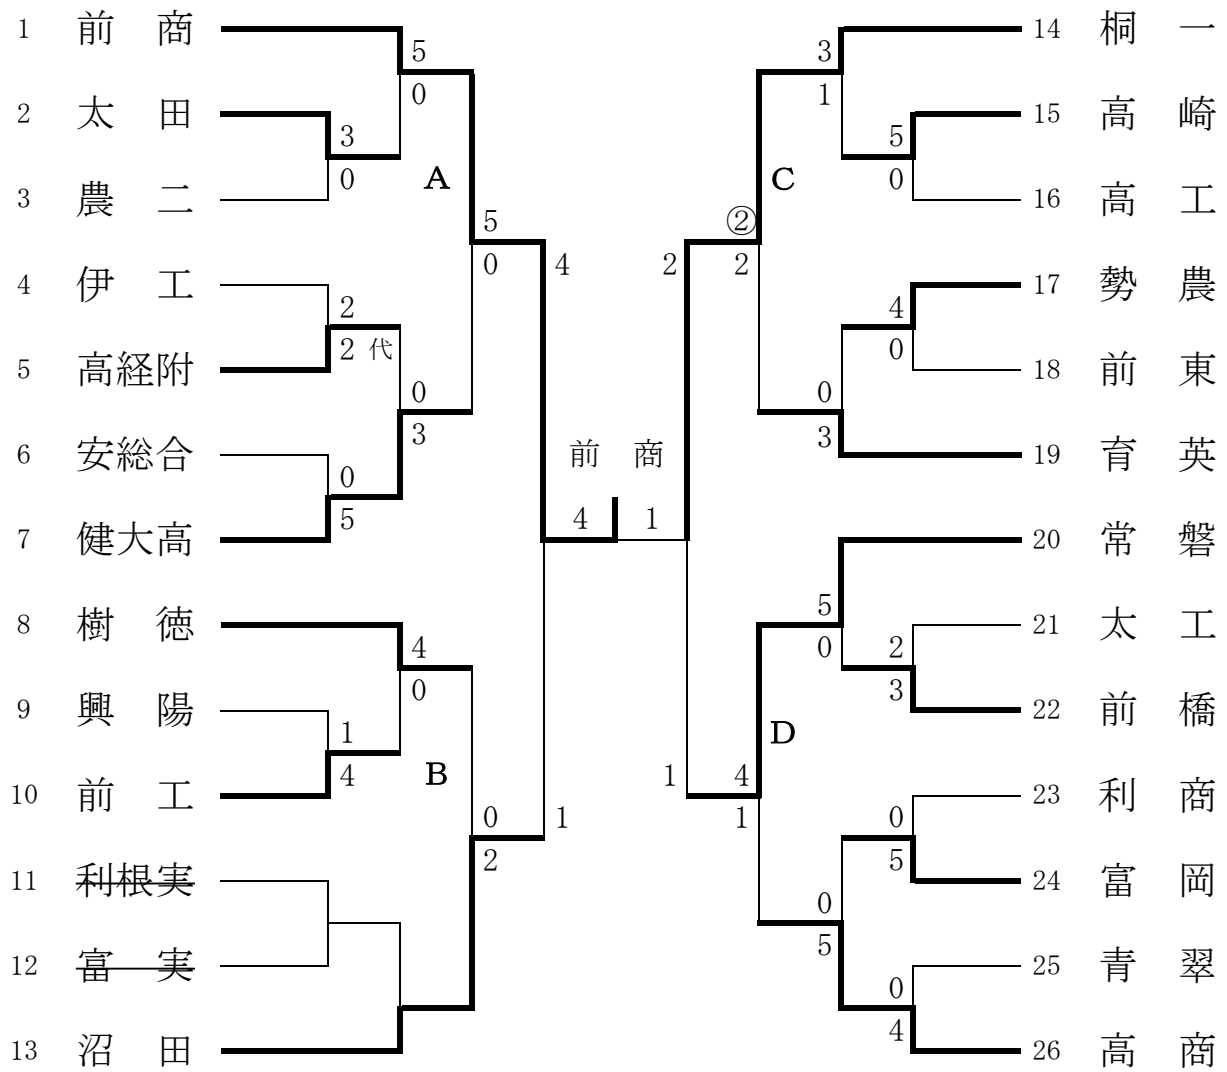 1 前 商
5
0
2 太 田
3
0
3 農 二
A
5
0
4 伊 工
2
2 代
5 高経附
0
3
6 安総合
0
5
7 健大高
4
8 樹 徳
4
0
9 興 陽
1
4
10 前 工
B
0
2
1
11 利根実
12 富 実
13 沼 田
前 商
4 1
14 桐 一
3
1
15 高 崎
5
0
16 高 工
C
②
2
2
17 勢 農
4
0
18 前 東
0
3
19 育 英
20 常 磐
5
0
21 太 工
2
3
22 前 橋
D
1
4
1
23 利 商
0
5
24 富 岡
0
5
25 青 翠
0
4
26 高 商